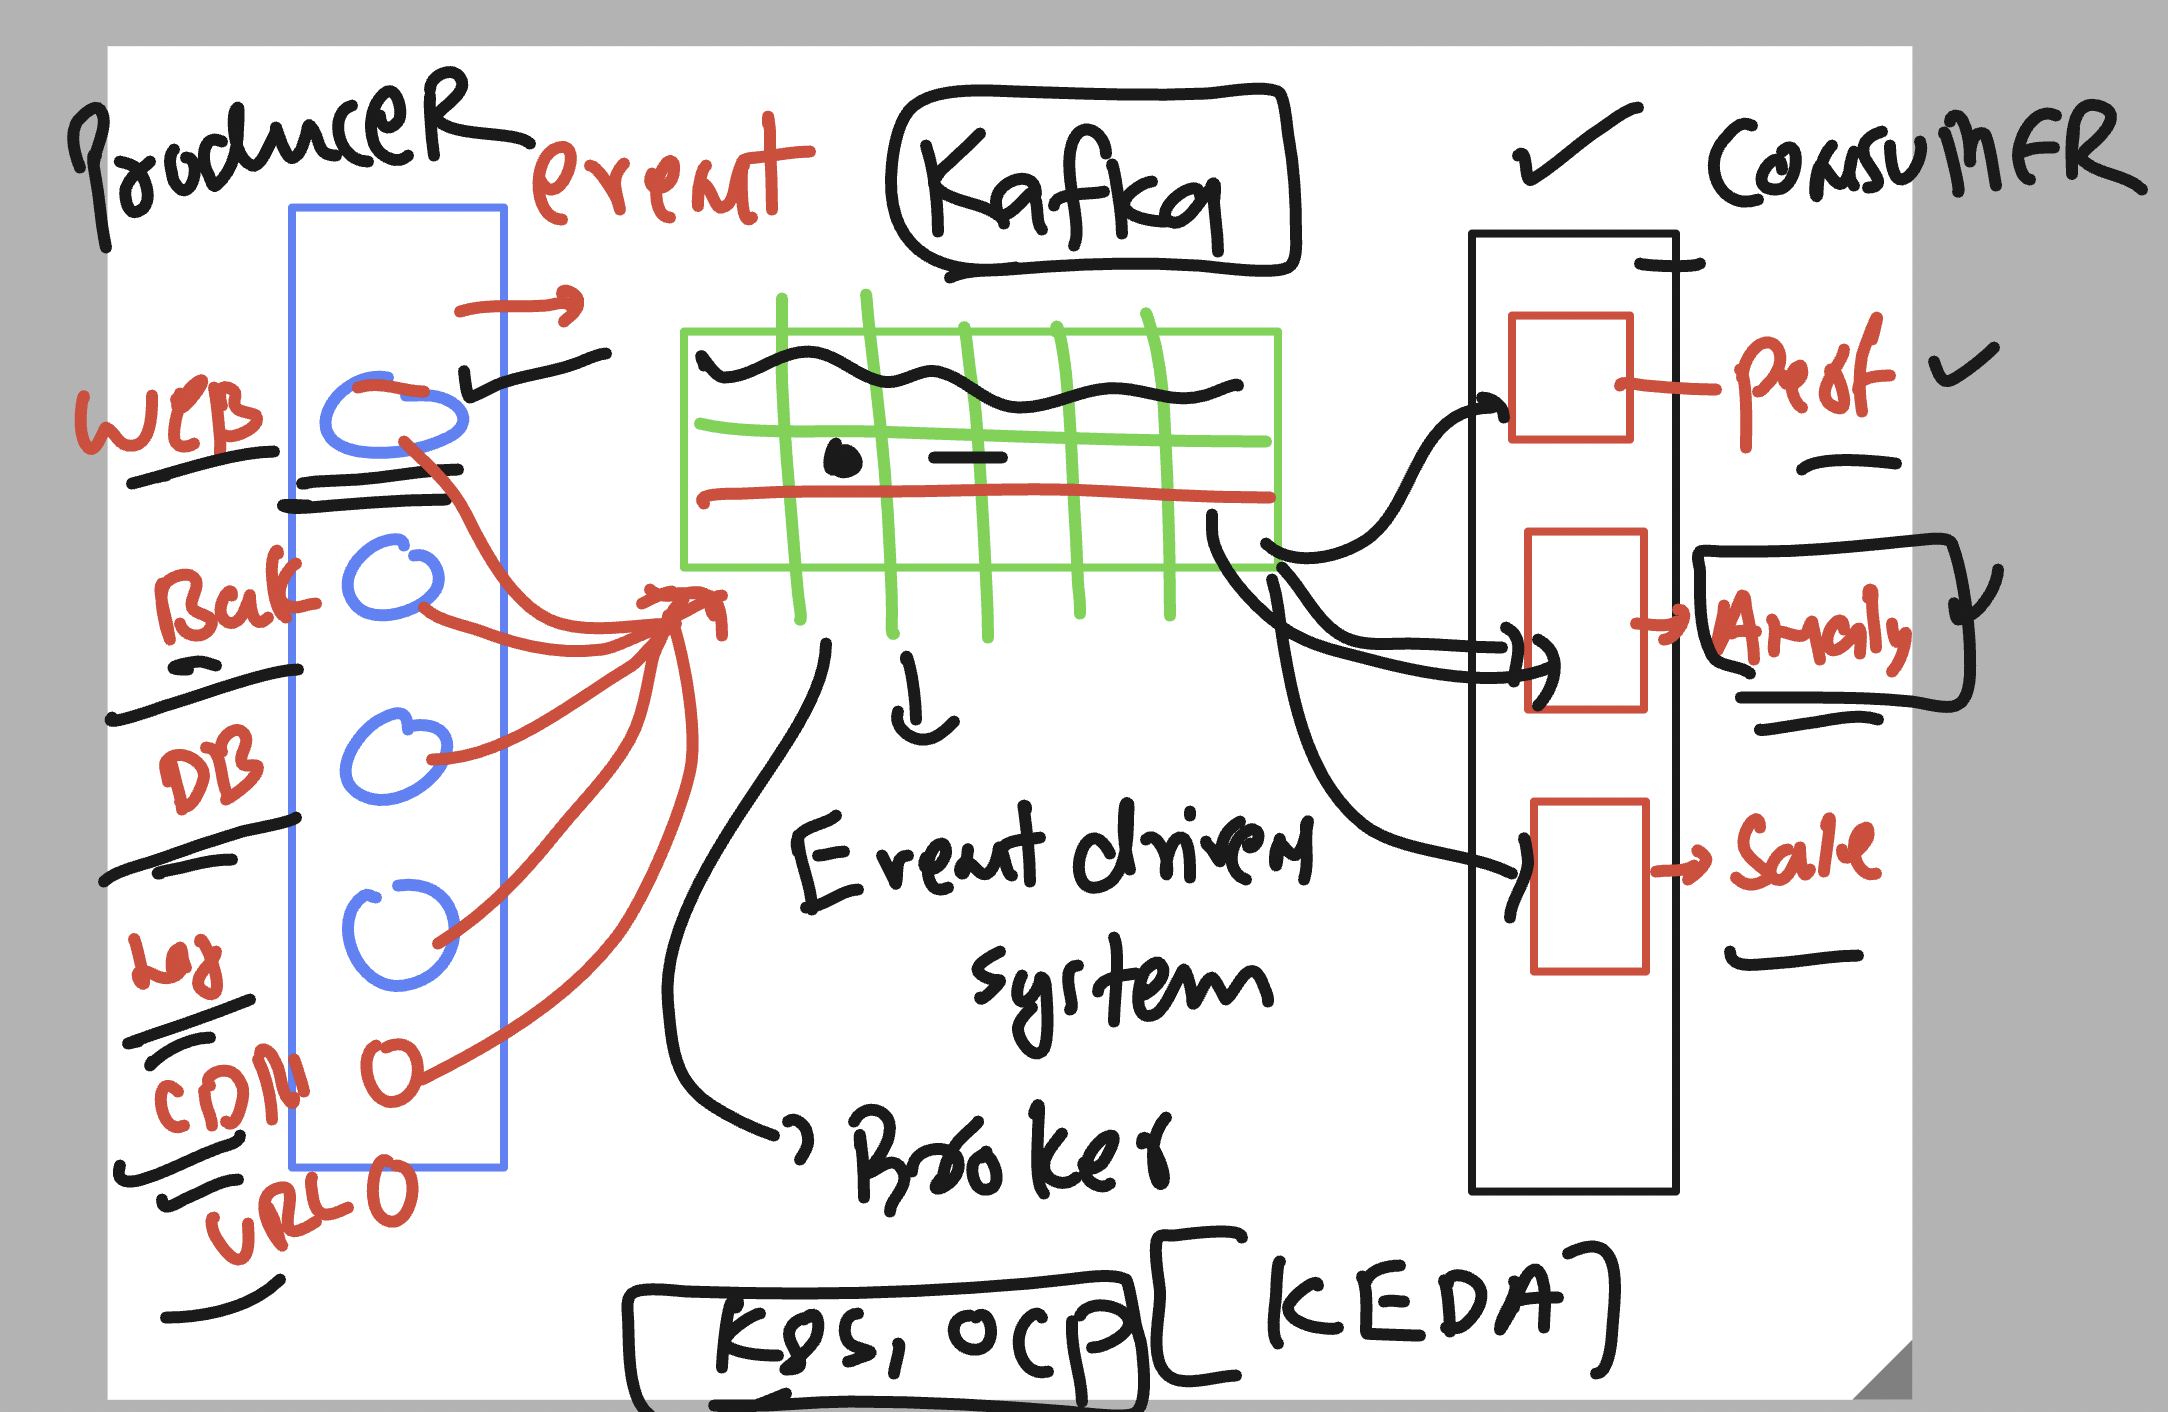 Producer
event
Kafka
CONSUMER
WEB
Bak
DB
Log
CDN
URL
Perf
Analy
Sale
Event driven
system
Broker
K8S, OCP
[KEDA]